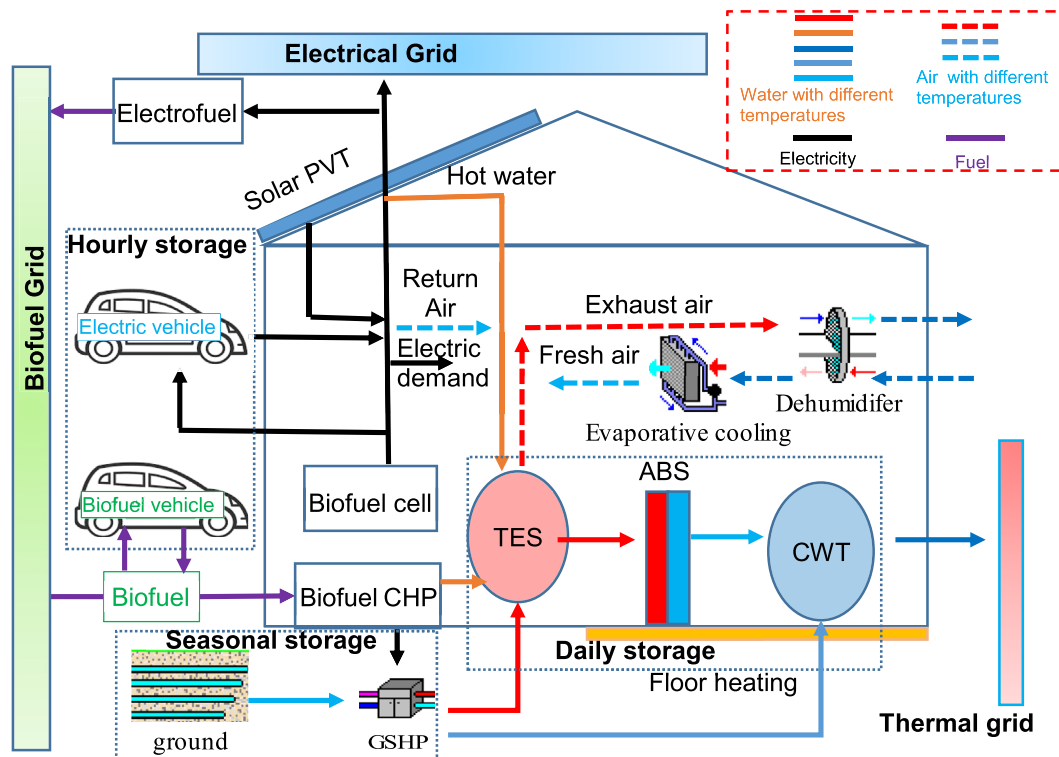 Electrical Grid
Water with different
temperatures
Air with different
temperatures
Electricity
Fuel
Biofuel Grid
Electrofuel
Solar PVT
Hot water
Hourly storage
Electric vehicle
Return
Air
Electric
demand
Exhaust air
Fresh air
Evaporative cooling
Dehumidifer
Biofuel vehicle
Biofuel cell
TES
ABS
CWT
Biofuel
Biofuel CHP
Seasonal storage
Daily storage
Floor heating
ground
GSHP
Thermal grid